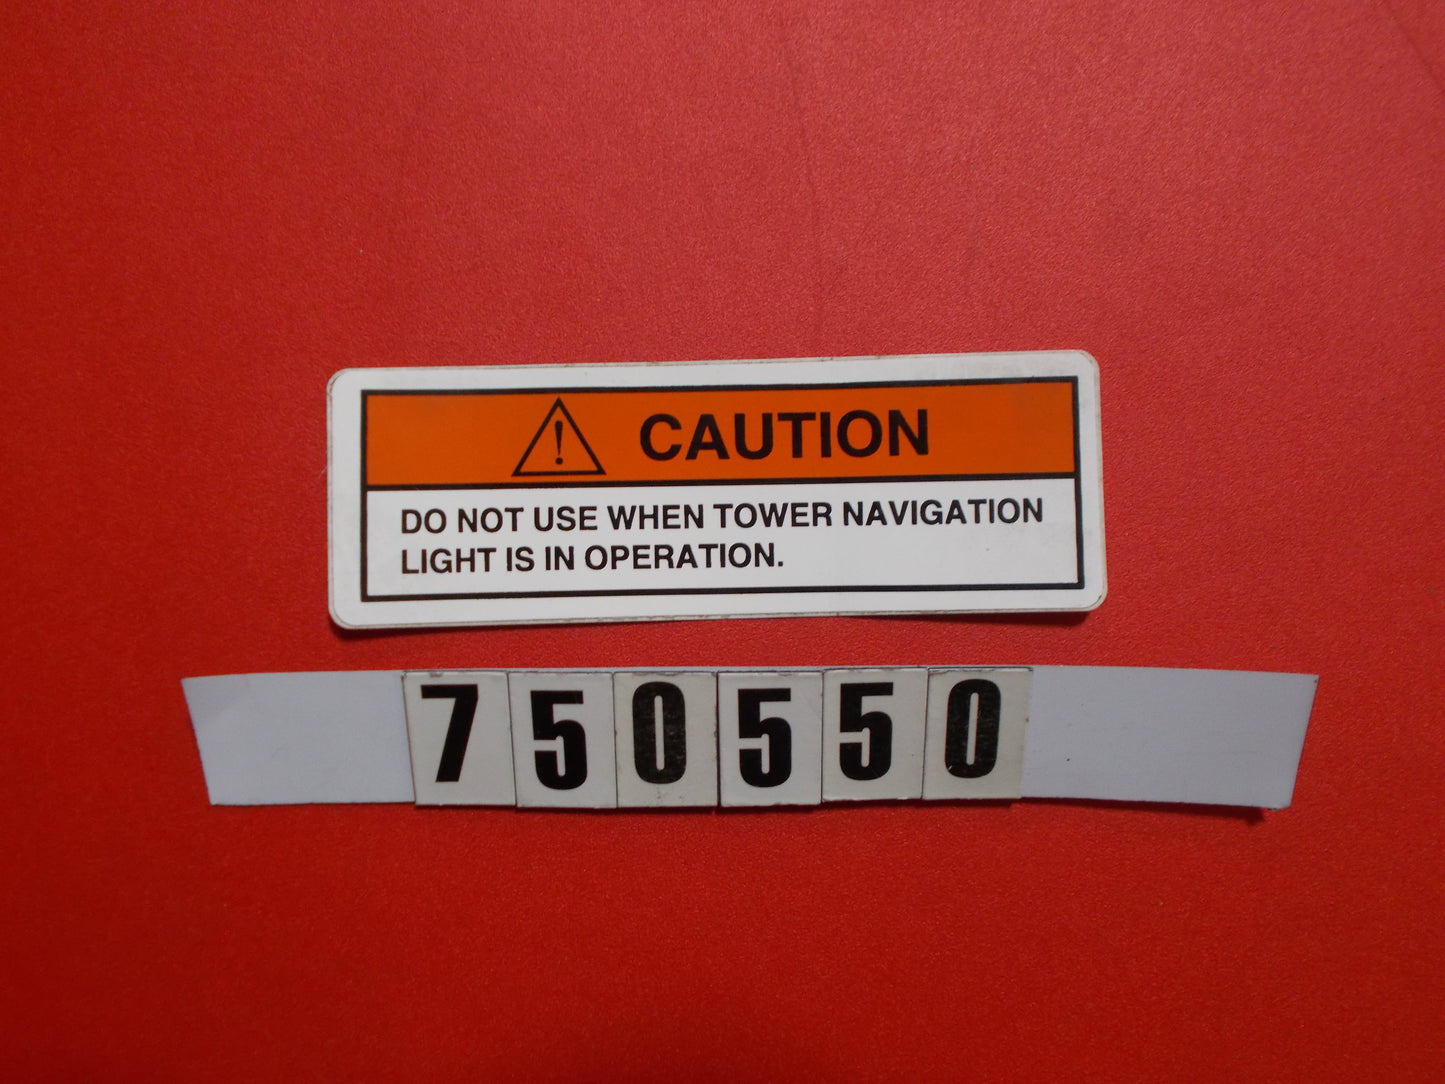 CAUTION
DO NOT USE WHEN TOWER NAVIGATION
LIGHT IS IN OPERATION.
750550